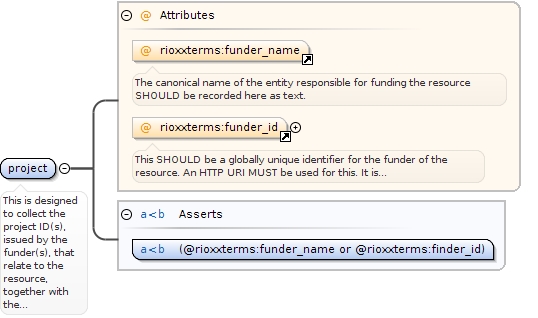 @ Attributes
@ rioxxterms:funder_name
The canonical name of the entity responsible for funding the resource
SHOULD be recorded here as text.
@ rioxxterms:funder_id
This SHOULD be a globally unique identifier for the funder of the
resource. An HTTP URI MUST be used for this. It is...
project
This is designed
to collect the
project ID(s),
issued by the
funder(s), that
relate to the
resource,
together with
the...
a<b Asserts
a<b (@rioxxterms:funder_name or @rioxxterms:finder_id)